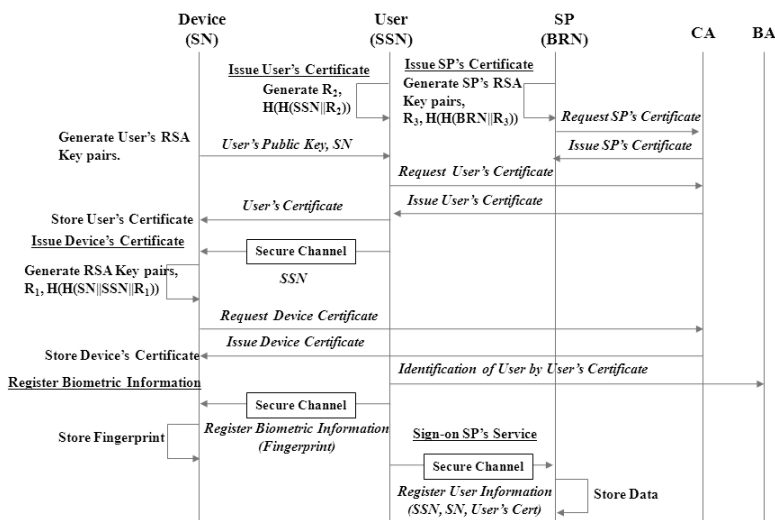 Device
(SN)
User
(SSN)
SP
(BRN)
CA
BA
Issue User's Certificate
Generate R2,
H(H(SSN||R2))
Issue SP's Certificate
Generate SP's RSA
Key pairs,
R3, H(H(BRN||R3))
Request SP's Certificate
Generate User's RSA
Key pairs.
User's Public Key, SN
Issue SP's Certificate
Request User's Certificate
Issue User's Certificate
User's Certificate
Store User's Certificate
Issue Device's Certificate
Secure Channel
SSN
Generate RSA Key pairs,
R1, H(H(SN||SSN||R1))
Request Device Certificate
Issue Device Certificate
Store Device's Certificate
Identification of User by User's Certificate
Register Biometric Information
Secure Channel
Register Biometric Information
(Fingerprint)
Store Fingerprint
Sign-on SP's Service
Secure Channel
Register User Information
(SSN, SN, User's Cert)
Store Data